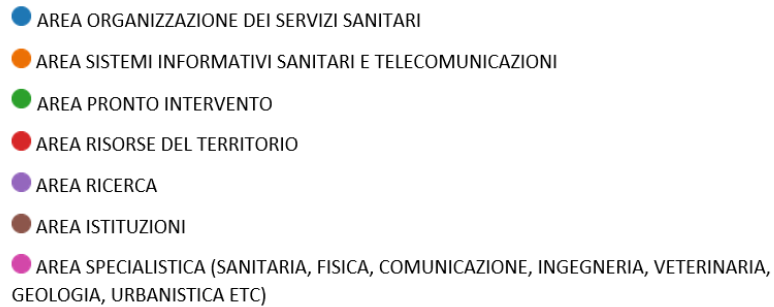 AREA ORGANIZZAZIONE DEI SERVIZI SANITARI
AREA SISTEMI INFORMATIVI SANITARI E TELECOMUNICAZIONI
AREA PRONTO INTERVENTO
AREA RISORSE DEL TERRITORIO
AREA RICERCA
AREA ISTITUZIONI
AREA SPECIALISTICA (SANITARIA, FISICA, COMUNICAZIONE, INGEGNERIA, VETERINARIA,
GEOLOGIA, URBANISTICA ETC)